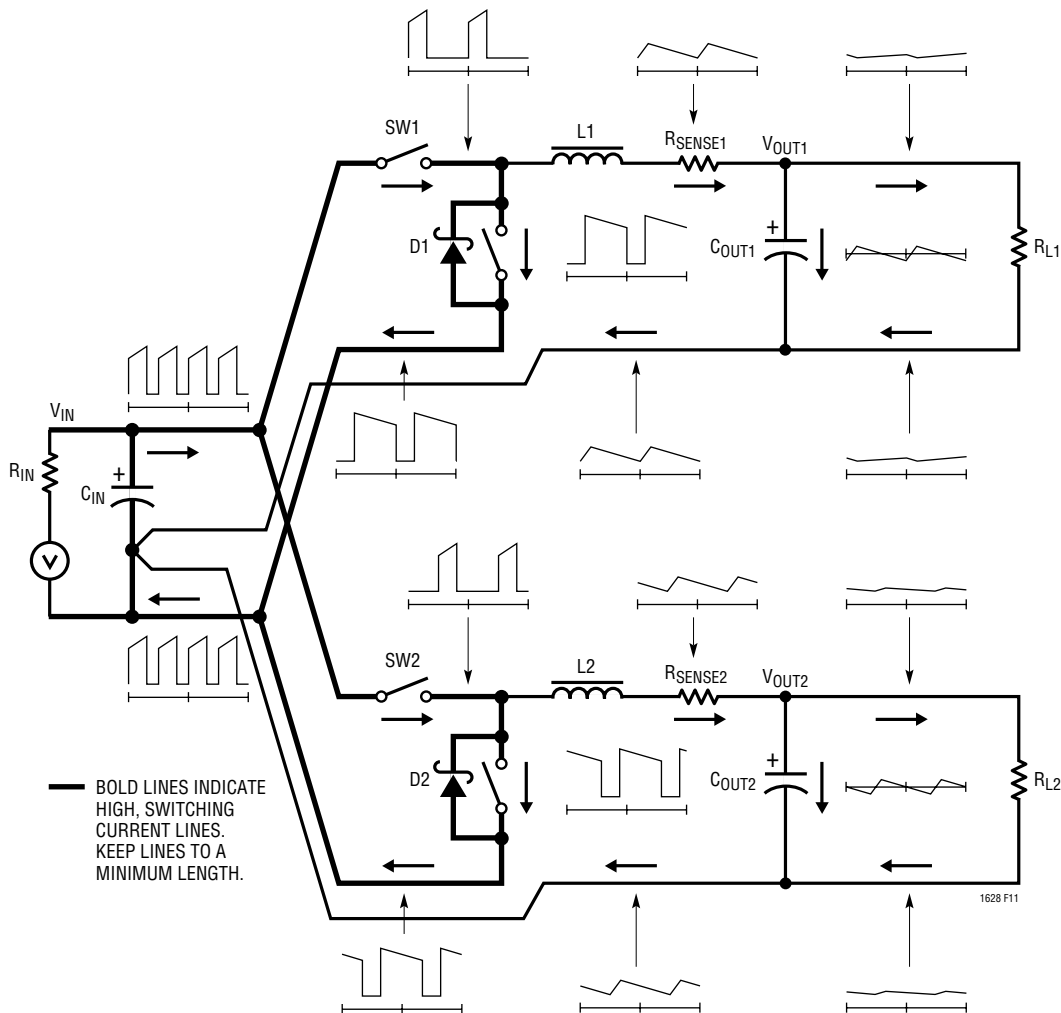 SW1
L1
RSENSE1
VOUT1
D1
COUT1
+
RL1
VIN
RIN
+
CIN
V
SW2
L2
RSENSE2
VOUT2
D2
COUT2
+
RL2
BOLD LINES INDICATE
HIGH, SWITCHING
CURRENT LINES.
KEEP LINES TO A
MINIMUM LENGTH.
1628 F11